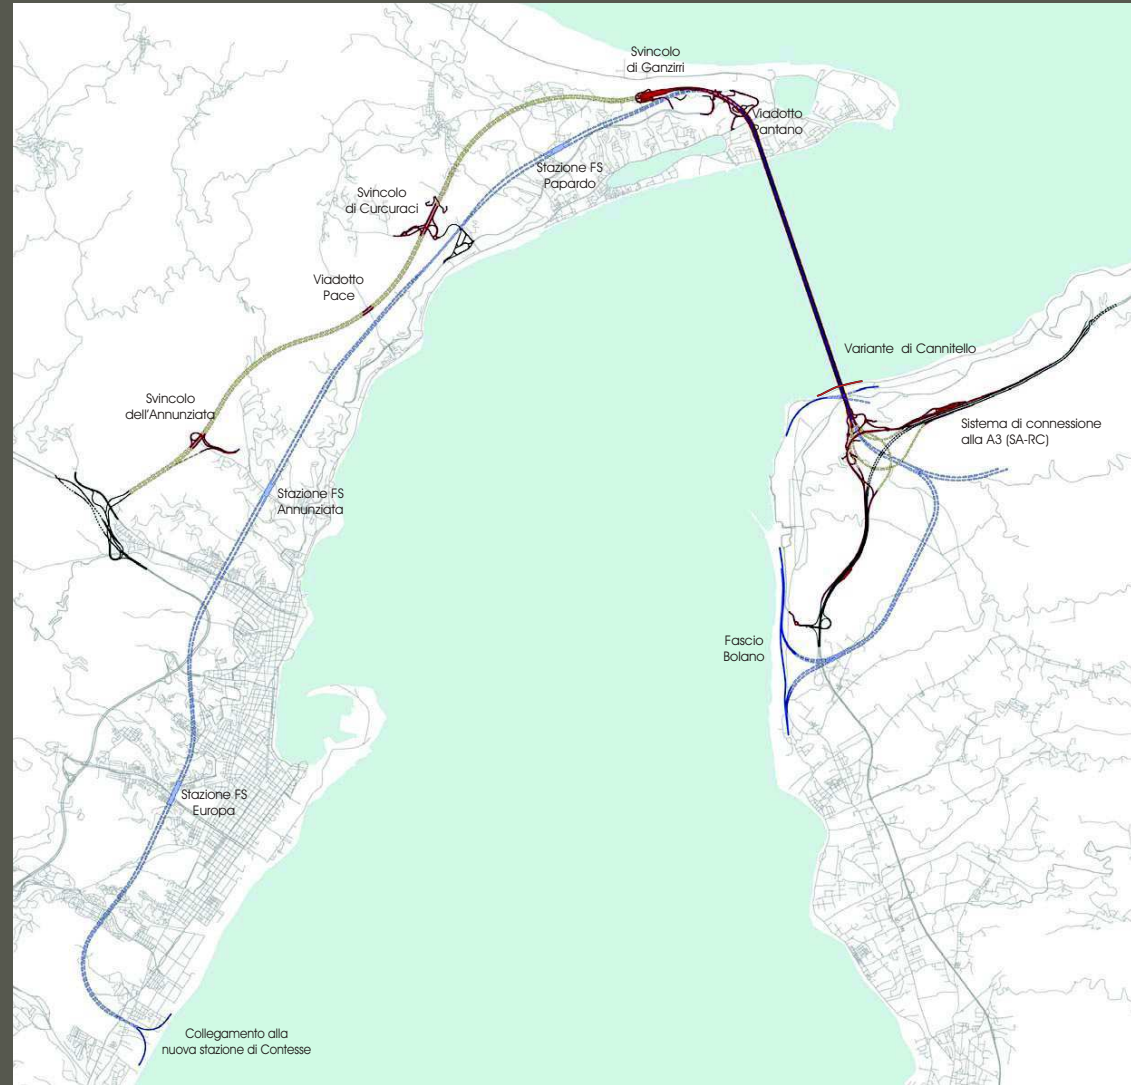 Svincolo
di Ganzirri
Viadotto
Pantano
Stazione FS
Papardo
Svincolo
di Curcuraci
Viadotto
Pace
Variante di Cannitello
Svincolo
dell'Annunziata
Sistema di connessione
alla A3 (SA-RC)
Stazione FS
Annunziata
Fascio
Bolano
Stazione FS
Europa
Collegamento alla
nuova stazione di Contesse